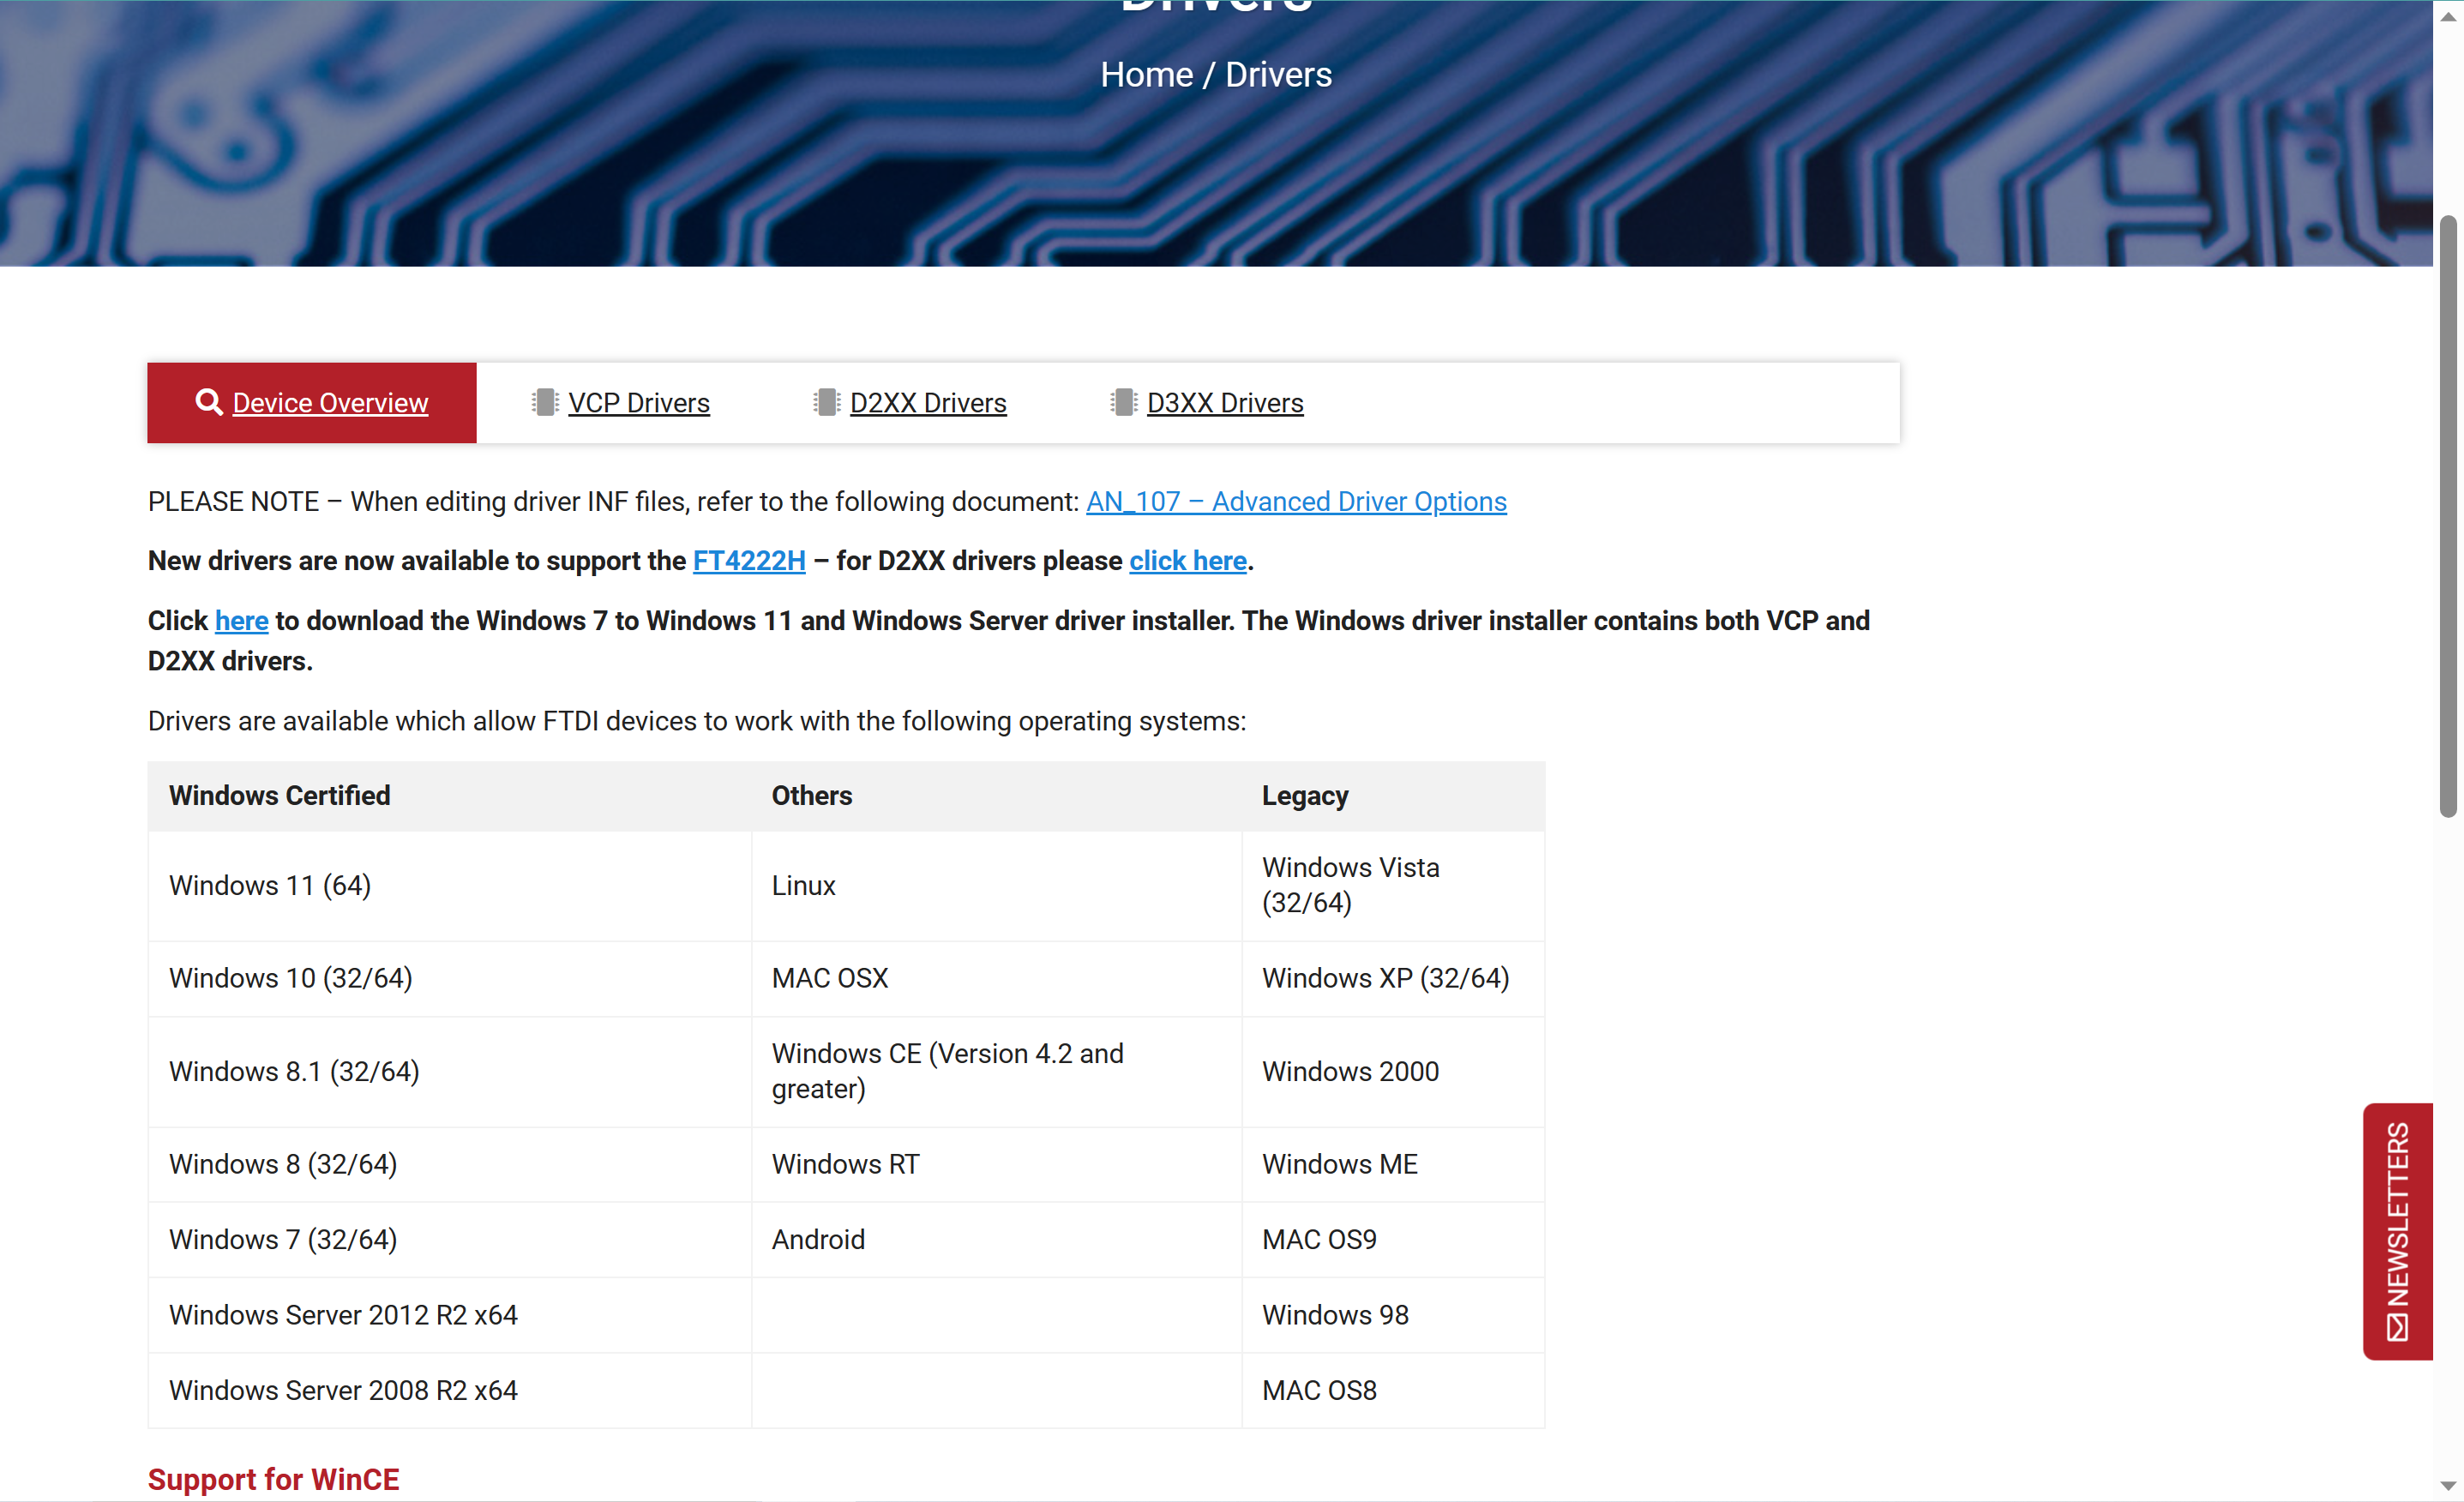 Drivers
Home / Drivers
Device Overview
VCP Drivers
D2XX Drivers
D3XX Drivers
PLEASE NOTE – When editing driver INF files, refer to the following document: AN_107 – Advanced Driver Options
New drivers are now available to support the FT4222H – for D2XX drivers please click here.
Click here to download the Windows 7 to Windows 11 and Windows Server driver installer. The Windows driver installer contains both VCP and
D2XX drivers.
Drivers are available which allow FTDI devices to work with the following operating systems:
Windows Certified
Others
Legacy
Windows 11 (64)
Linux
Windows Vista
(32/64)
Windows 10 (32/64)
MAC OSX
Windows XP (32/64)
Windows 8.1 (32/64)
Windows CE (Version 4.2 and
greater)
Windows 2000
Windows 8 (32/64)
Windows RT
Windows ME
Windows 7 (32/64)
Android
MAC OS9
Windows Server 2012 R2 x64
Windows 98
Windows Server 2008 R2 x64
MAC OS8
Support for WinCE
NEWSLETTERS